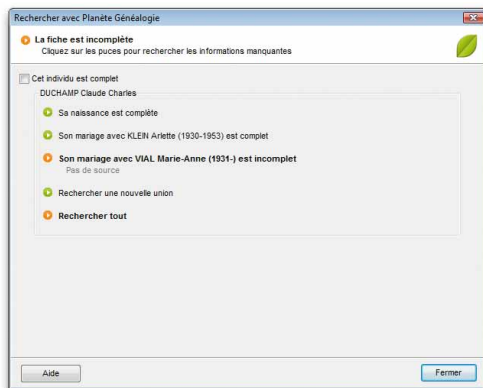 Rechercher avec Planète Généalogie
La fiche est incomplète
Cliquez sur les puces pour rechercher les informations manquantes
Cet individu est complet
DUCHAMP Claude Charles
Sa naissance est complète
Son mariage avec KLEIN Arlette (1930-1953) est complet
Son mariage avec VIAL Marie-Anne (1931-) est incomplet
Pas de source
Rechercher une nouvelle union
Rechercher tout
Aide
Fermer